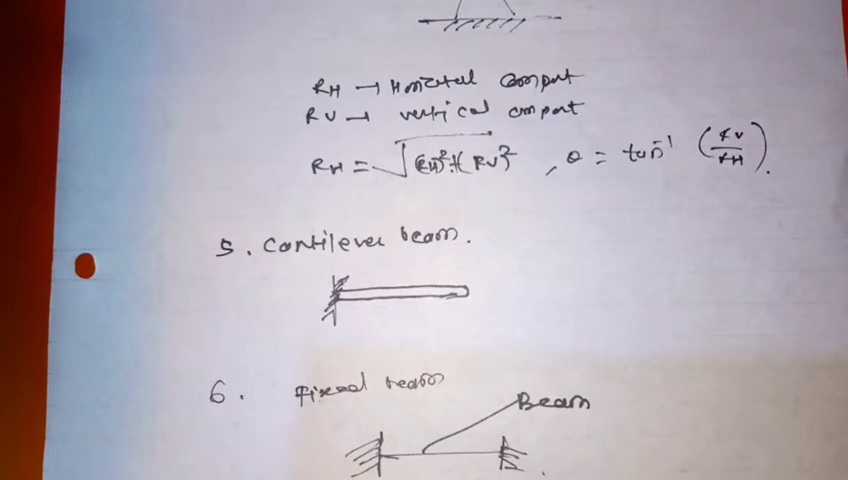 RH → Horizontal compont
RV → vertical compont
RH = √(RH)²+(RV)² , θ = tan⁻¹ (RV/RH).
5. Cantilever beam.
6. Fixed beam
Beam